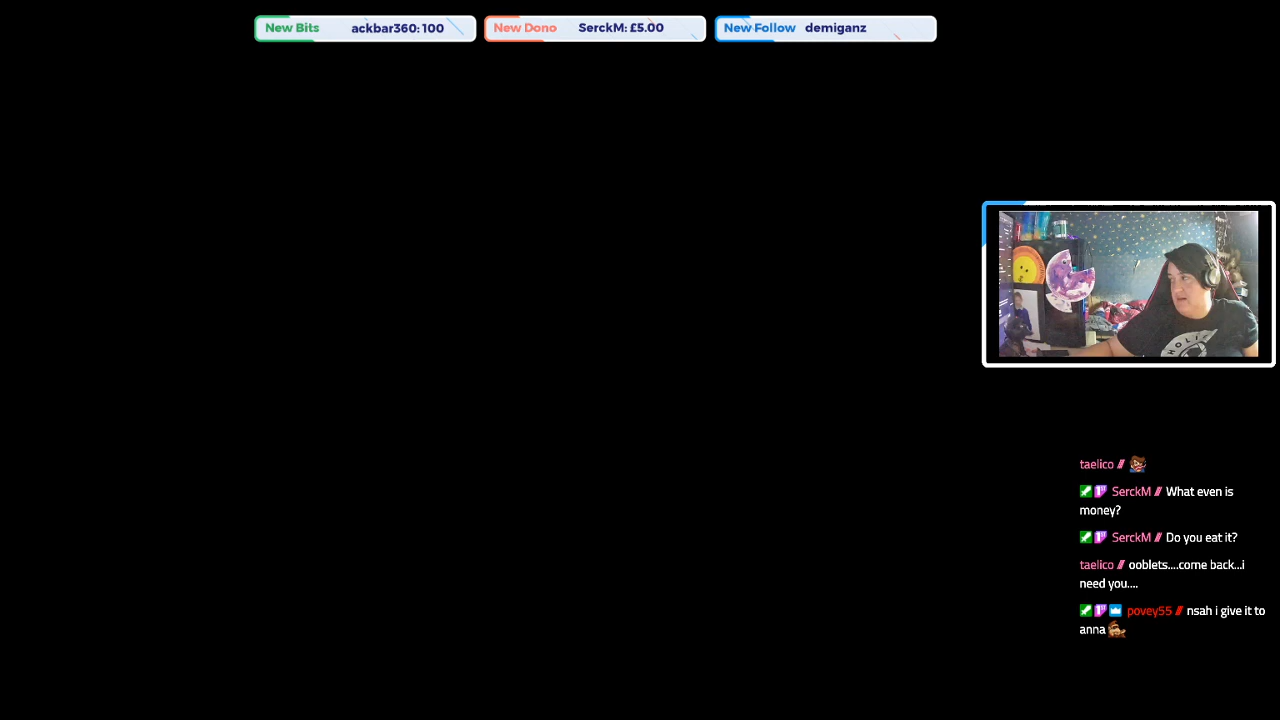 New Bits ackbar360: 100 New Dono SerckM: £5.00 New Follow demiganz
taelico //
SerckM // What even is
money?
SerckM // Do you eat it?
taelico // ooblets....come back...i
need you....
povey55 // nsah i give it to
anna
HOLI